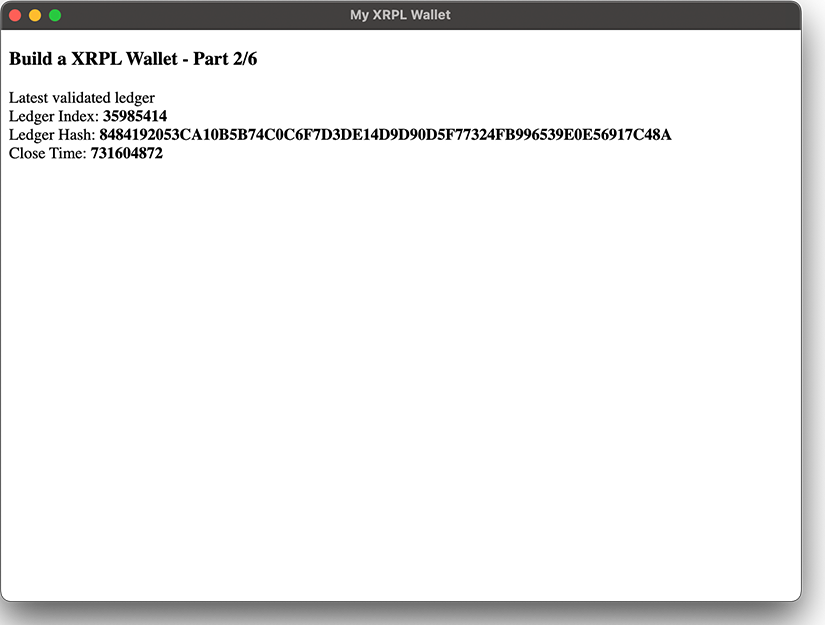 My XRPL Wallet
Build a XRPL Wallet - Part 2/6
Latest validated ledger
Ledger Index: 35985414
Ledger Hash: 8484192053CA10B5B74C0C6F7D3DE14D9D90D5F77324FB996539E0E56917C48A
Close Time: 731604872